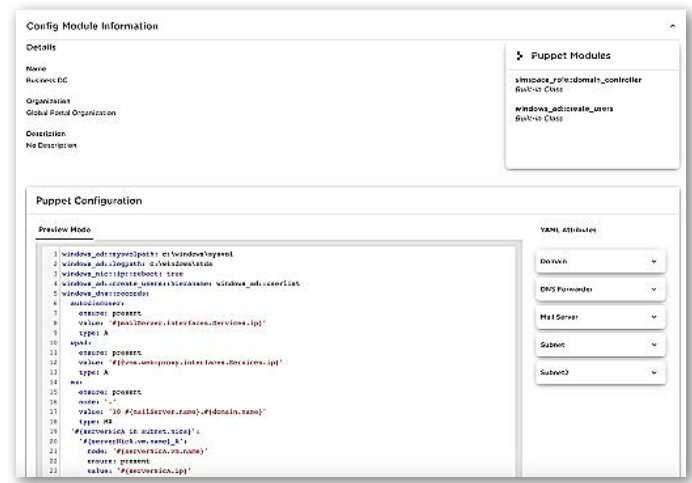 Config Module Information
Details
Name
Business DC
Organization
Global Portal Organization
Description
No Description
Puppet Modules
simspace_role::domain_controller
Built-in Class
windows_ad::create_users
Built-in Class
Puppet Configuration
Preview Mode
1 windows_ad::sysvolpath: c:\windows\sysvol
2 windows_ad::logpath: c:\windows\ntds
3 windows_nic::ip::reboot: true
4 windows_ad::create_users::hieraname: windows_ad::userlist
5 windows_dns::records:
6 autodiscover:
7 ensure: present
8 value: '#{mailServer.interfaces.Services.ip}'
9 type: A
10 wpad:
11 ensure: present
12 value: '#{@vms.web-proxy.interfaces.Services.ip}'
13 type: A
14 mx:
15 ensure: present
16 node: '.'
17 value: '10 #{mailServer.name}.#{domain.name}'
18 type: MX
19 '#{serverNicA in subnet.nics}':
20 '#{serverNicA.vm.name}_A':
21 node: '#{serverNicA.vm.name}'
22 ensure: present
23 value: '#{serverNicA.ip}'
YAML Attributes
Domain
DNS Forwarder
Mail Server
Subnet
Subnet2